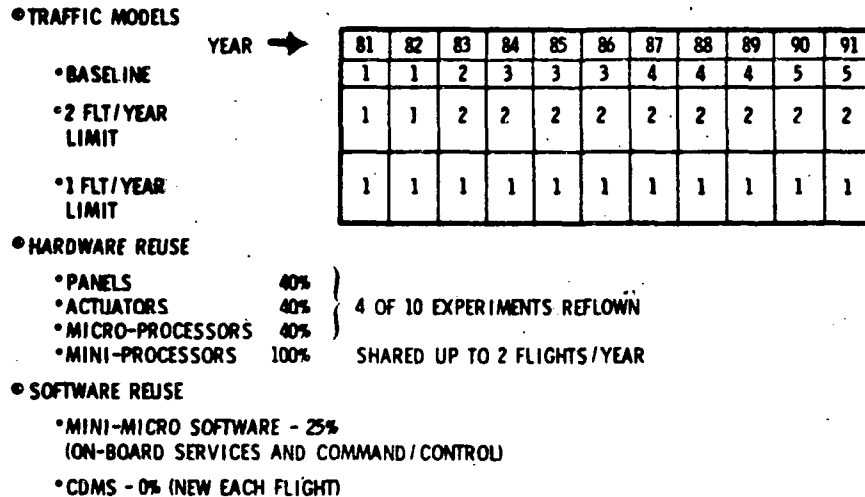 • TRAFFIC MODELS
YEAR → 81 82 83 84 85 86 87 88 89 90 91
• BASELINE 1 1 2 3 3 3 4 4 4 5 5
• 2 FLT/YEAR LIMIT 1 1 2 2 2 2 2 2 2 2 2
• 1 FLT/YEAR LIMIT 1 1 1 1 1 1 1 1 1 1 1
• HARDWARE REUSE
• PANELS 40%
• ACTUATORS 40% 4 OF 10 EXPERIMENTS REFLOWN
• MICRO-PROCESSORS 40%
• MINI-PROCESSORS 100% SHARED UP TO 2 FLIGHTS/YEAR
• SOFTWARE REUSE
• MINI-MICRO SOFTWARE - 25%
(ON-BOARD SERVICES AND COMMAND/CONTROL)
• CDMS - 0% (NEW EACH FLIGHT)